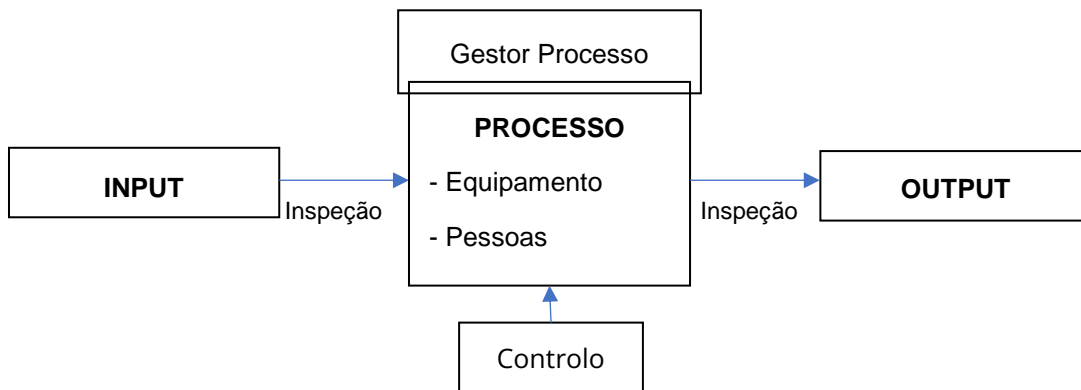 Gestor Processo
PROCESSO
INPUT
- Equipamento
OUTPUT
Inspeção
Inspeção
- Pessoas
Controlo